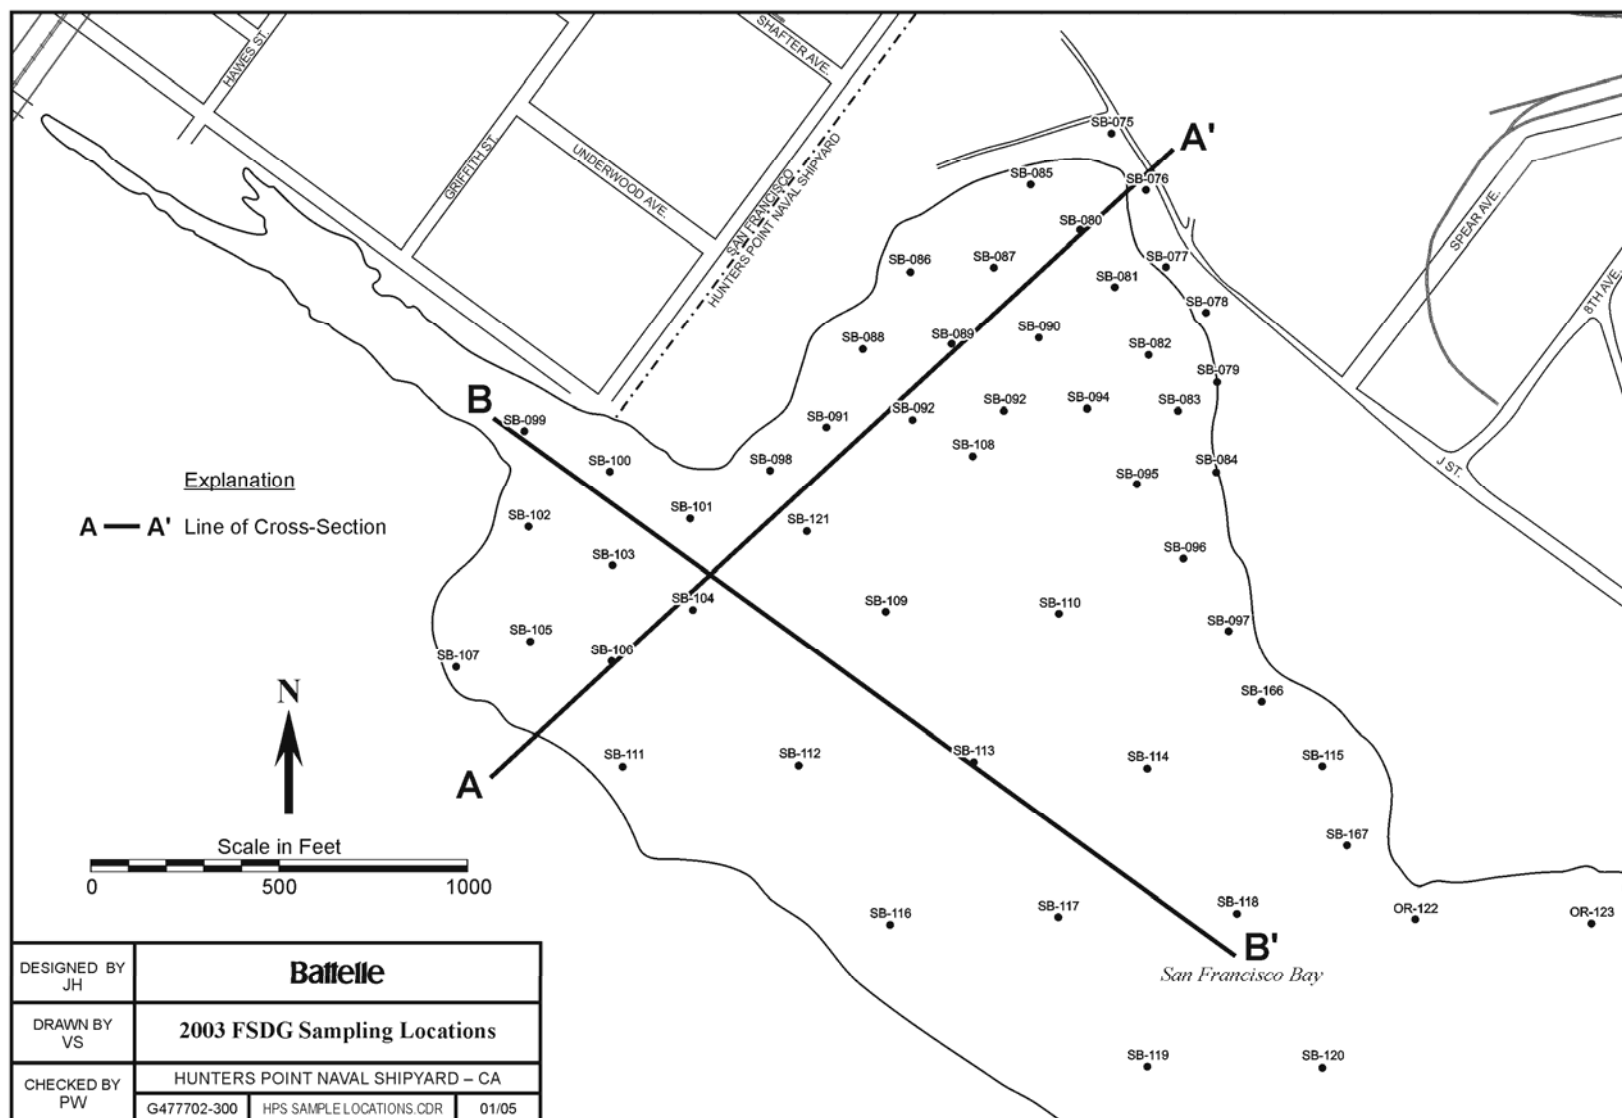 HAWES ST.
SHAFTER AVE.
GRIFFITH ST.
UNDERWOOD AVE.
SAN FRANCISCO
HUNTERS POINT NAVAL SHIPYARD
SPEAR AVE.
8TH AVE.
J ST.
SB-075
A'
SB-085
SB-076
SB-080
SB-086
SB-087
SB-077
SB-081
SB-078
SB-088
SB-089
SB-090
SB-082
SB-079
B
SB-099
SB-091
SB-092
SB-092
SB-094
SB-083
SB-100
SB-098
SB-108
SB-095
SB-084
Explanation
A A' Line of Cross-Section
SB-102
SB-101
SB-121
SB-103
SB-096
SB-104
SB-109
SB-110
SB-097
SB-107
SB-105
SB-106
SB-166
N
A
SB-111
SB-112
SB-113
SB-114
SB-115
Scale in Feet
0 500 1000
SB-167
SB-116
SB-117
SB-118
OR-122
OR-123
B'
San Francisco Bay
SB-119
SB-120
DESIGNED BY
JH
Battelle
DRAWN BY
VS
2003 FSDG Sampling Locations
CHECKED BY
PW
HUNTERS POINT NAVAL SHIPYARD – CA
G477702-300 HPS SAMPLE LOCATIONS.CDR 01/05